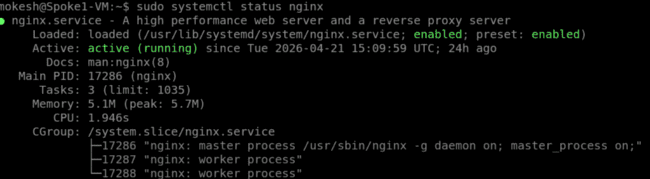 mokesh@Spoke1-VM:~$ sudo systemctl status nginx
● nginx.service - A high performance web server and a reverse proxy server
Loaded: loaded (/usr/lib/systemd/system/nginx.service; enabled; preset: enabled)
Active: active (running) since Tue 2026-04-21 15:09:59 UTC; 24h ago
Docs: man:nginx(8)
Main PID: 17286 (nginx)
Tasks: 3 (limit: 1035)
Memory: 5.1M (peak: 5.7M)
CPU: 1.946s
CGroup: /system.slice/nginx.service
├─17286 "nginx: master process /usr/sbin/nginx -g daemon on; master_process on;"
├─17287 "nginx: worker process"
└─17288 "nginx: worker process"